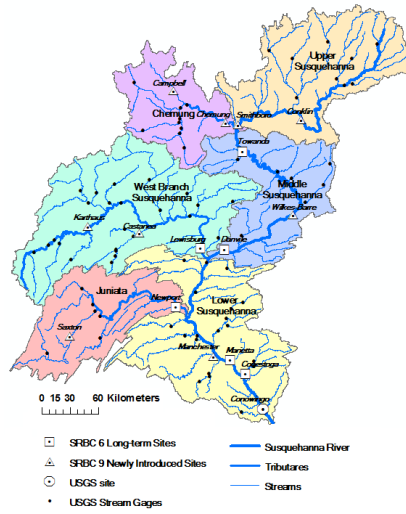 Upper
Susquehanna
Campbell
Chemung
Chemung
Smithboro
Conklin
Towanda
West Branch
Susquehanna
Middle
Susquehanna
Karthaus
Castanea
Wilkes-Barre
Lewisburg
Danville
Juniata
Newport
Lower
Susquehanna
Saxton
Manchester
Marietta
Conestoga
Conowingo
0 15 30 60 Kilometers
SRBC 6 Long-term Sites
SRBC 9 Newly Introduced Sites
USGS site
USGS Stream Gages
Susquehanna River
Tributares
Streams